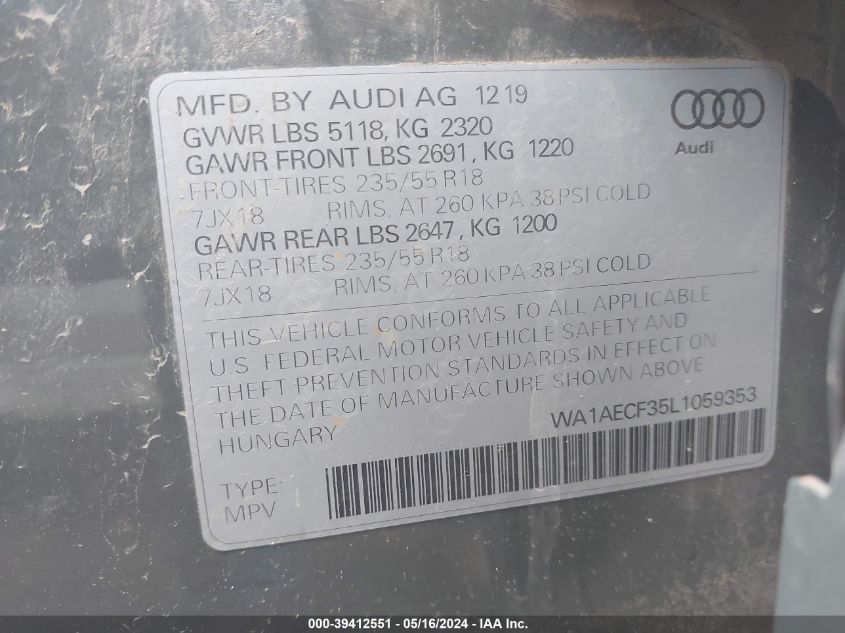 MFD. BY AUDI AG 12 19
GVWR LBS 5118, KG 2320
GAWR FRONT LBS 2691, KG 1220
FRONT-TIRES 235/55 R18
7JX18 RIMS, AT 260 KPA 38 PSI COLD
GAWR REAR LBS 2647, KG 1200
REAR-TIRES 235/55 R18
7JX18 RIMS, AT 260 KPA 38 PSI COLD
Audi
THIS VEHICLE CONFORMS TO ALL APPLICABLE
U.S. FEDERAL MOTOR VEHICLE SAFETY AND
THEFT PREVENTION STANDARDS IN EFFECT ON
THE DATE OF MANUFACTURE SHOWN ABOVE
HUNGARY
WA1AECF35L1059353
TYPE:
MPV
000-39412551 - 05/16/2024 - IAA Inc.